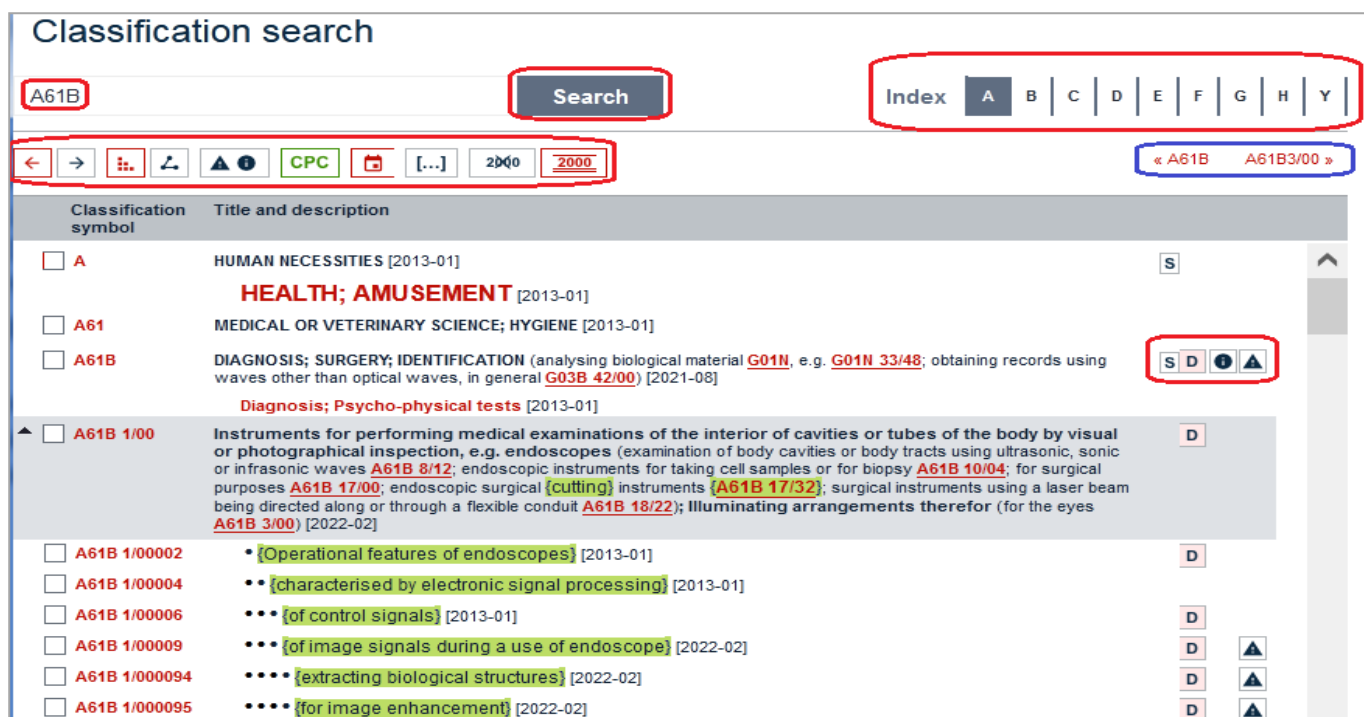 Classification search
A61B Search Index A B C D E F G H Y
CPC [...] 2000 2000 « A61B A61B3/00 »
Classification symbol Title and description
A HUMAN NECESSITIES [2013-01] S
HEALTH; AMUSEMENT [2013-01]
A61 MEDICAL OR VETERINARY SCIENCE; HYGIENE [2013-01]
A61B DIAGNOSIS; SURGERY; IDENTIFICATION (analysing biological material G01N, e.g. G01N 33/48; obtaining records using S D
waves other than optical waves, in general G03B 42/00) [2021-08]
Diagnosis; Psycho-physical tests [2013-01]
A61B 1/00 Instruments for performing medical examinations of the interior of cavities or tubes of the body by visual D
or photographical inspection, e.g. endoscopes (examination of body cavities or body tracts using ultrasonic, sonic
or infrasonic waves A61B 8/12; endoscopic instruments for taking cell samples or for biopsy A61B 10/04; for surgical
purposes A61B 17/00; endoscopic surgical {cutting} instruments {A61B 17/32}; surgical instruments using a laser beam
being directed along or through a flexible conduit A61B 18/22); Illuminating arrangements therefor (for the eyes
A61B 3/00) [2022-02]
A61B 1/00002 • {Operational features of endoscopes} [2013-01] D
A61B 1/00004 • • {characterised by electronic signal processing} [2013-01]
A61B 1/00006 • • • {of control signals} [2013-01] D
A61B 1/00009 • • • {of image signals during a use of endoscope} [2022-02] D
A61B 1/000094 • • • • {extracting biological structures} [2022-02] D
A61B 1/000095 • • • • {for image enhancement} [2022-02] D